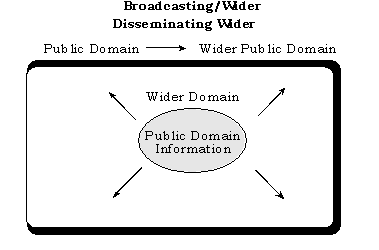 Broadcasting/Wider
Disseminating Wider
Public Domain Wider Public Domain
Wider Domain
Public Domain
Information